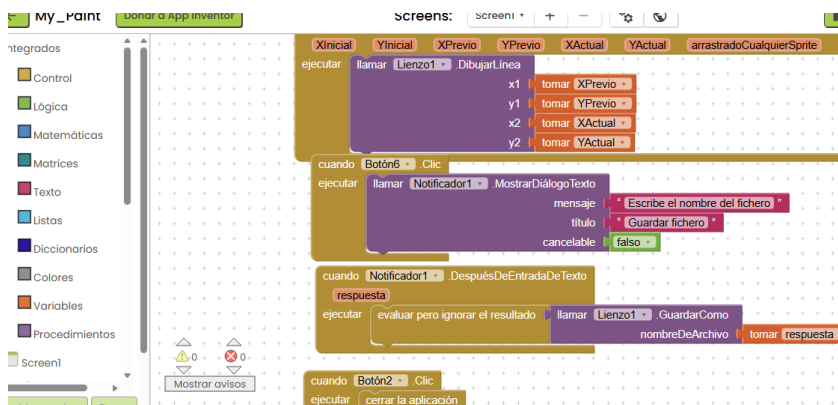 My_Paint Donar a App Inventor Screens: Screen1
XInicial YInicial XPrevio YPrevio XActual YActual arrastradoCualquierSprite
ejecutar llamar Lienzo1 .DibujarLínea
x1 tomar XPrevio
y1 tomar YPrevio
x2 tomar XActual
y2 tomar YActual
cuando Botón6 .Clic
ejecutar llamar Notificador1 .MostrarDiálogoTexto
mensaje " Escribe el nombre del fichero "
título " Guardar fichero "
cancelable falso
cuando Notificador1 .DespuésDeEntradaDeTexto
respuesta
ejecutar evaluar pero ignorar el resultado llamar Lienzo1 .GuardarComo
nombreDeArchivo tomar respuesta
cuando Botón2 .Clic
ejecutar cerrar la aplicación
ntegrados
Control
Lógica
Matemáticas
Matrices
Texto
Listas
Diccionarios
Colores
Variables
Procedimientos
Screen1
0 0
Mostrar avisos